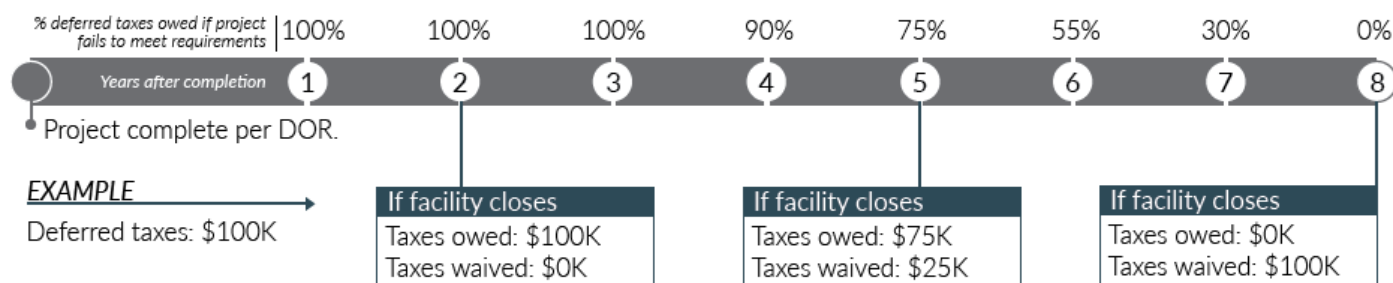 % deferred taxes owed if project
fails to meet requirements
100% 100% 100% 90% 75% 55% 30% 0%
Years after completion 1 2 3 4 5 6 7 8
Project complete per DOR.
EXAMPLE
Deferred taxes: $100K
If facility closes
Taxes owed: $100K
Taxes waived: $0K
If facility closes
Taxes owed: $75K
Taxes waived: $25K
If facility closes
Taxes owed: $0K
Taxes waived: $100K